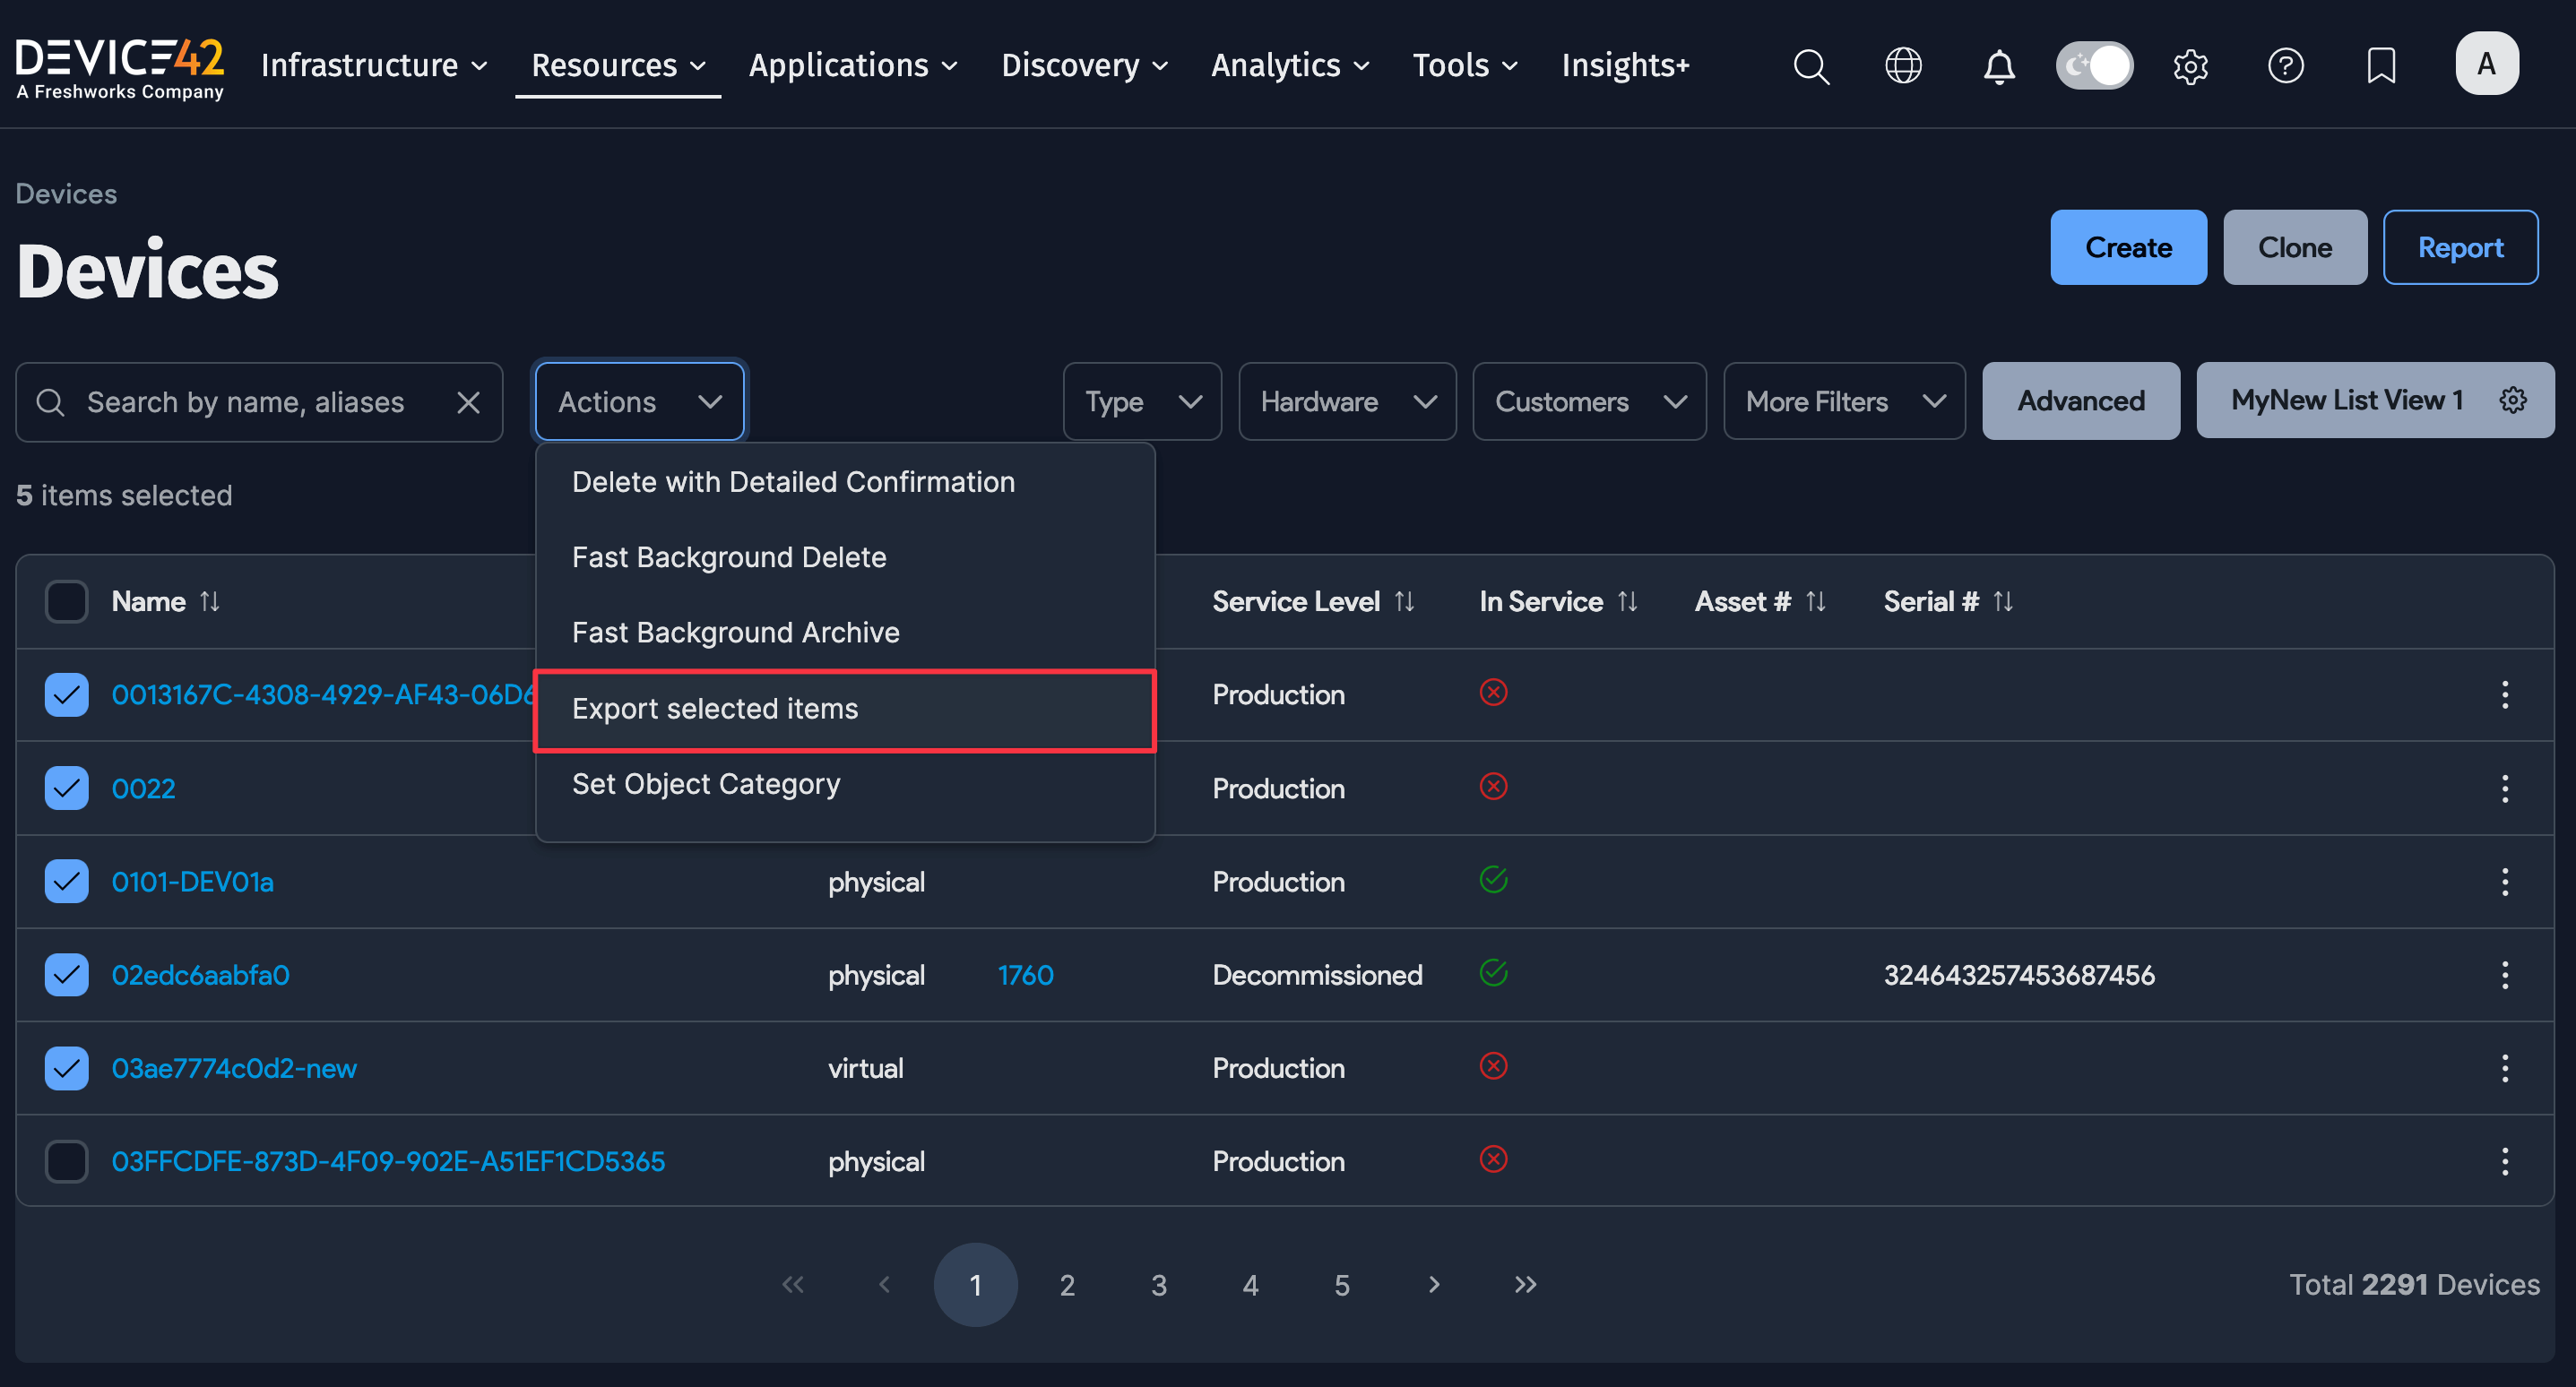 DEVICE42
A Freshworks Company
Infrastructure Resources Applications Discovery Analytics Tools Insights+
A
Devices
Devices
Create Clone Report
Search by name, aliases
Actions
Type Hardware Customers More Filters Advanced MyNew List View 1
5 items selected
Delete with Detailed Confirmation
Fast Background Delete
Fast Background Archive
Export selected items
Set Object Category
Name Service Level In Service Asset # Serial #
0013167C-4308-4929-AF43-06D6 Production
0022 Production
0101-DEV01a physical Production
02edc6aabfa0 physical 1760 Decommissioned 324643257453687456
03ae7774c0d2-new virtual Production
03FFCDFE-873D-4F09-902E-A51EF1CD5365 physical Production
« ‹ 1 2 3 4 5 › »
Total 2291 Devices